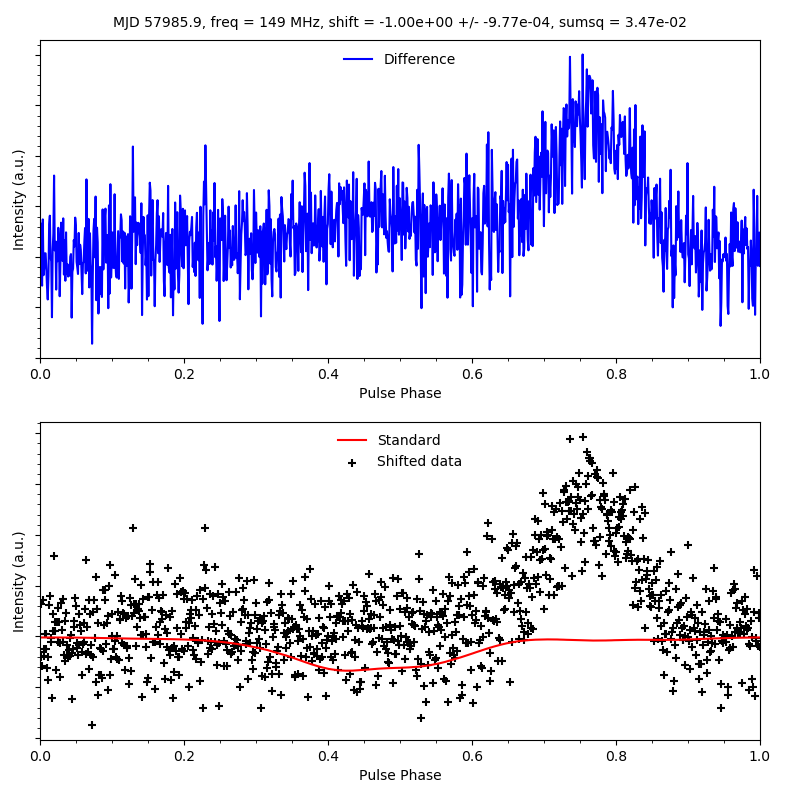 MJD 57985.9, freq = 149 MHz, shift = -1.00e+00 +/- -9.77e-04, sumsq = 3.47e-02
Difference
Intensity (a.u.)
0.0 0.2 0.4 0.6 0.8 1.0
Pulse Phase
Standard
Shifted data
Intensity (a.u.)
0.0 0.2 0.4 0.6 0.8 1.0
Pulse Phase